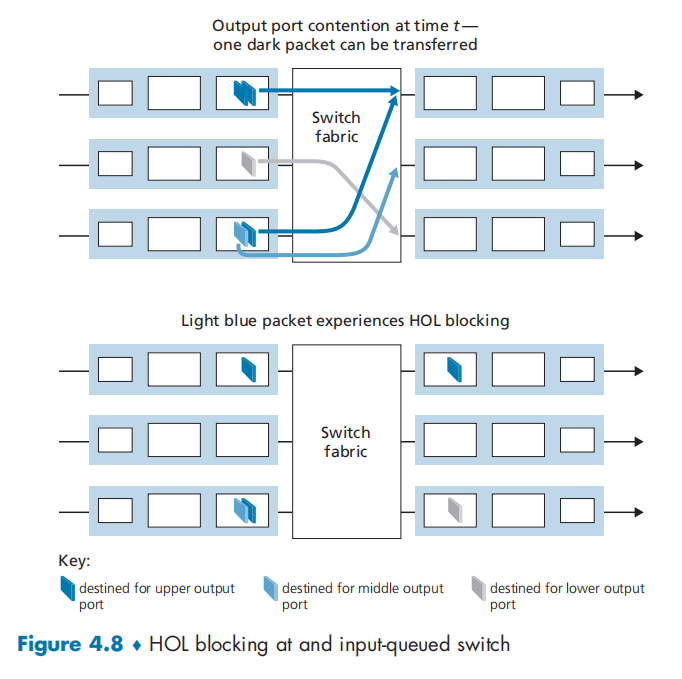 Output port contention at time t—
one dark packet can be transferred
Switch
fabric
Light blue packet experiences HOL blocking
Switch
fabric
Key:
destined for upper output
port
destined for middle output
port
destined for lower output
port
Figure 4.8 ♦ HOL blocking at and input-queued switch